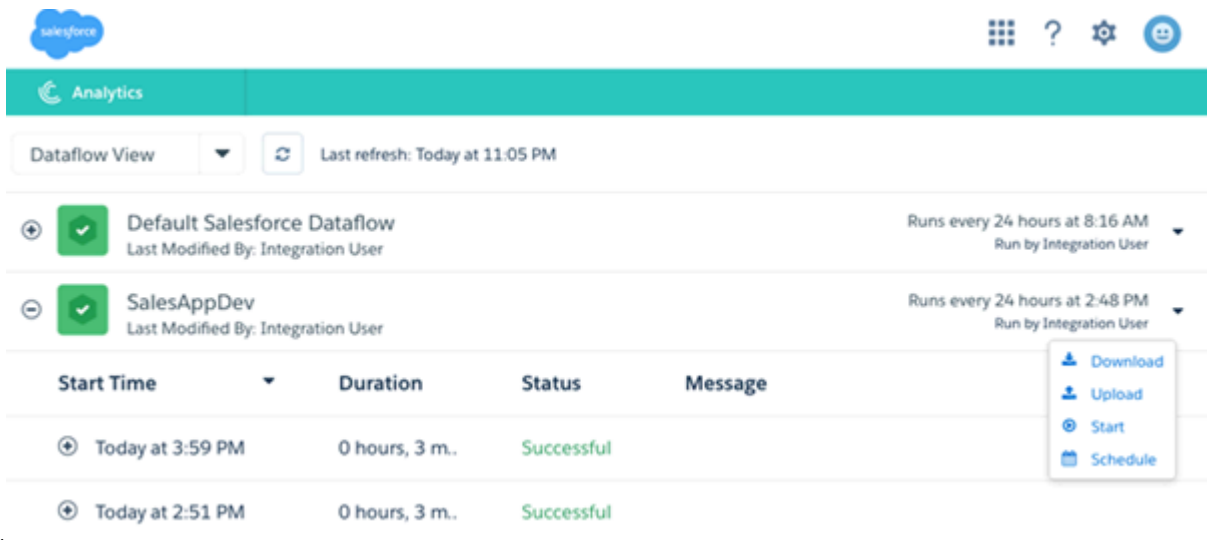 salesforce
?
Analytics
Dataflow View
Last refresh: Today at 11:05 PM
Default Salesforce Dataflow
Last Modified By: Integration User
Runs every 24 hours at 8:16 AM
Run by Integration User
SalesAppDev
Last Modified By: Integration User
Runs every 24 hours at 2:48 PM
Run by Integration User
Download
Upload
Start
Schedule
Start Time Duration Status Message
Today at 3:59 PM 0 hours, 3 m.. Successful
Today at 2:51 PM 0 hours, 3 m.. Successful